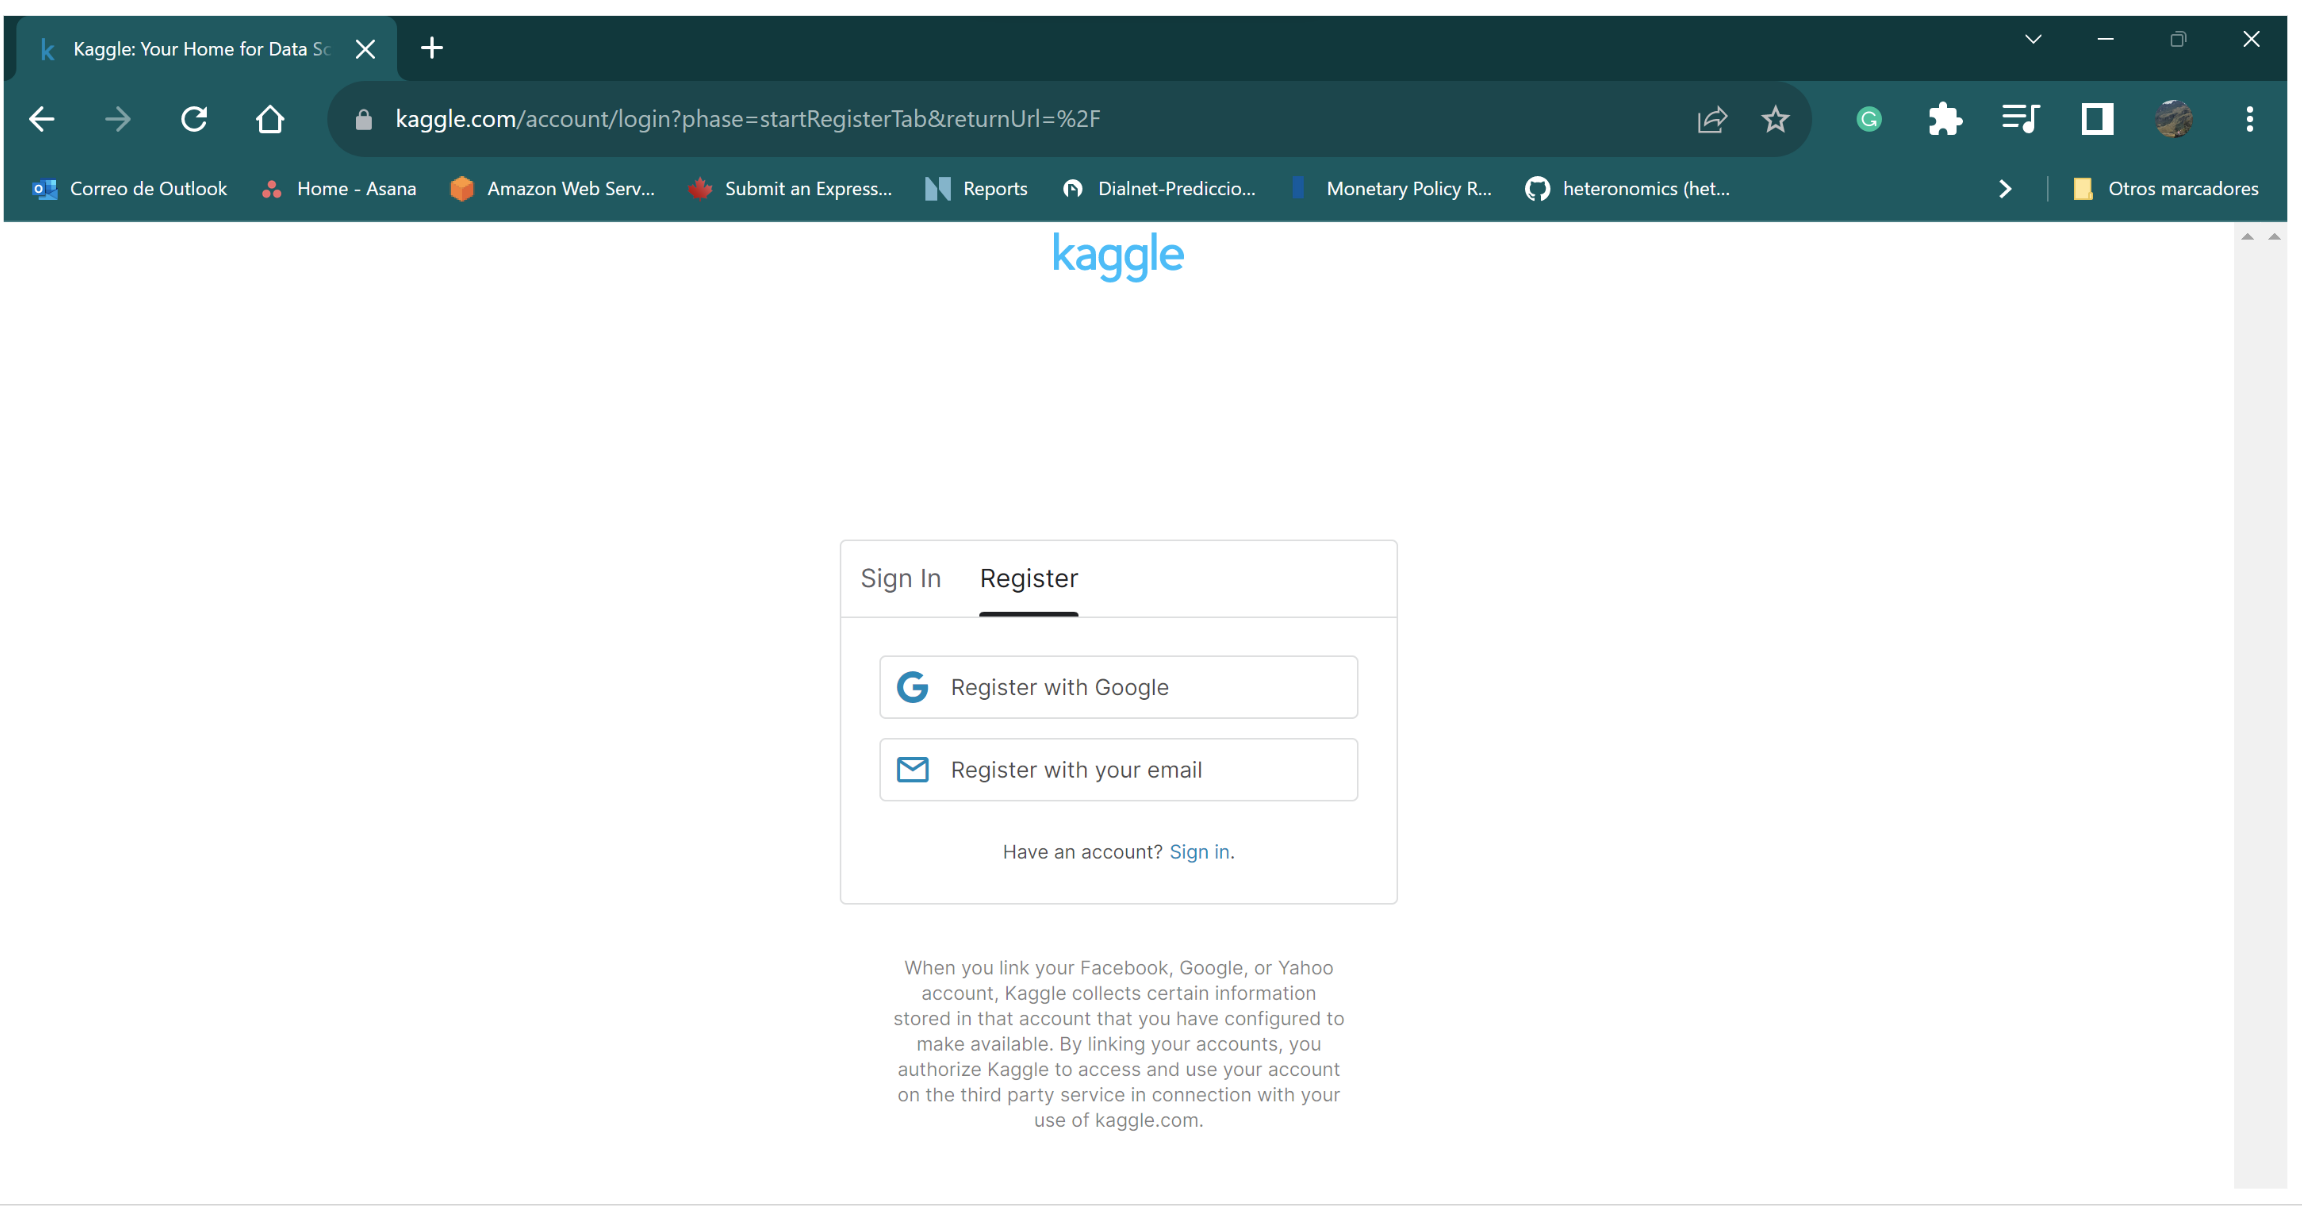 Kaggle: Your Home for Data Sc
kaggle.com/account/login?phase=startRegisterTab&returnUrl=%2F
Correo de Outlook Home - Asana Amazon Web Serv... Submit an Express... Reports Dialnet-Prediccio... Monetary Policy R... heteronomics (het... Otros marcadores
kaggle
Sign In Register
Register with Google
Register with your email
Have an account? Sign in.
When you link your Facebook, Google, or Yahoo
account, Kaggle collects certain information
stored in that account that you have configured to
make available. By linking your accounts, you
authorize Kaggle to access and use your account
on the third party service in connection with your
use of kaggle.com.